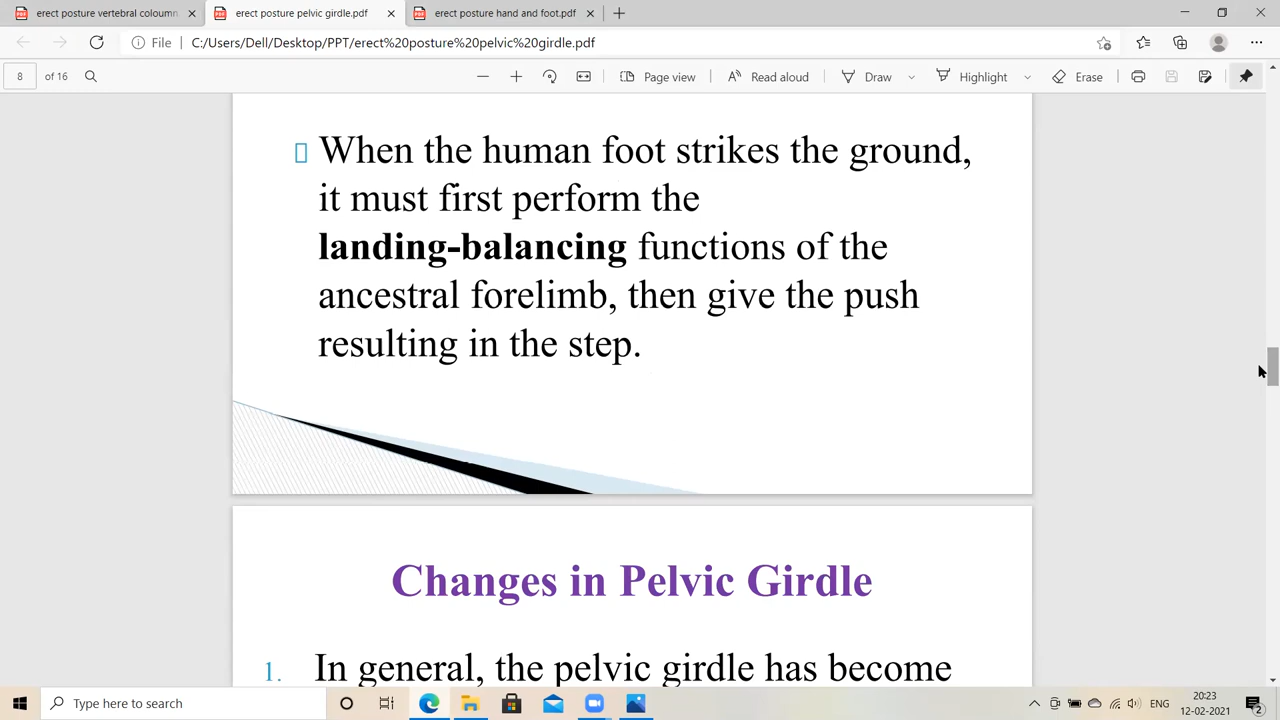 erect posture vertebral coloumn
erect posture pelvic girdle.pdf
erect posture hand and foot.pdf
File
C:/Users/Dell/Desktop/PPT/erect%20posture%20pelvic%20girdle.pdf
8 of 16
Page view
Read aloud
Draw
Highlight
Erase
When the human foot strikes the ground,
it must first perform the
landing-balancing functions of the
ancestral forelimb, then give the push
resulting in the step.
Changes in Pelvic Girdle
1. In general, the pelvic girdle has become
Type here to search
ENG
20:23
12-02-2021
2